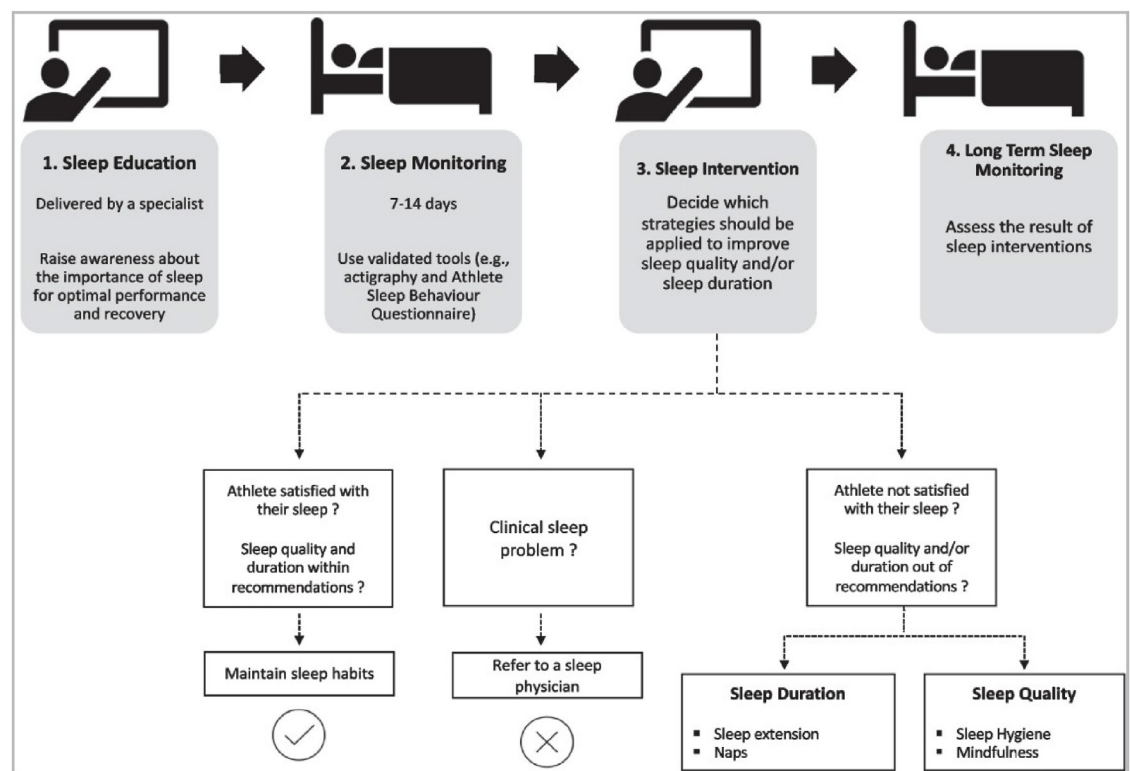 1. Sleep Education
Delivered by a specialist
Raise awareness about
the importance of sleep
for optimal performance
and recovery
2. Sleep Monitoring
7-14 days
Use validated tools (e.g.,
actigraphy and Athlete
Sleep Behaviour
Questionnaire)
3. Sleep Intervention
Decide which
strategies should be
applied to improve
sleep quality and/or
sleep duration
4. Long Term Sleep
Monitoring
Assess the result of
sleep interventions
Athlete satisfied with
their sleep ?
Sleep quality and
duration within
recommendations ?
Clinical sleep
problem ?
Athlete not satisfied
with their sleep ?
Sleep quality and/or
duration out of
recommendations ?
Maintain sleep habits
Refer to a sleep
physician
Sleep Duration
▪ Sleep extension
▪ Naps
Sleep Quality
▪ Sleep Hygiene
▪ Mindfulness